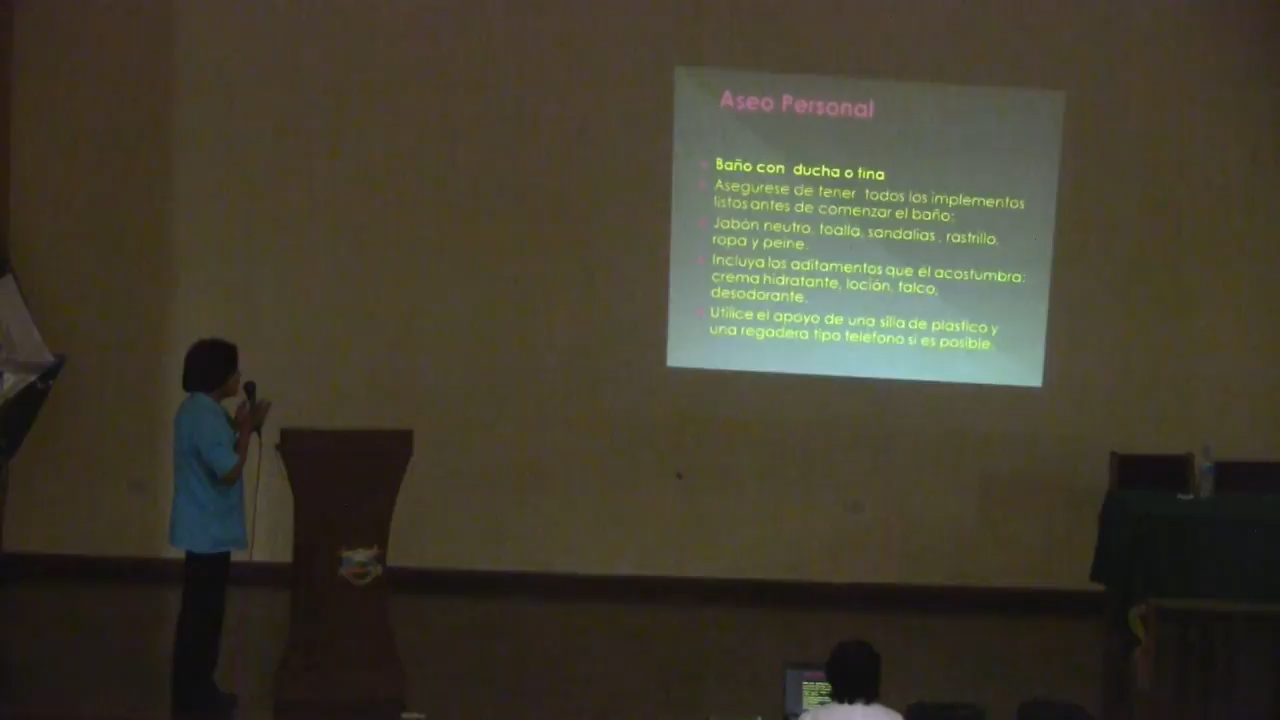 Aseo Personal
Baño con ducha o tina
Asegurese de tener todos los implementos
listos antes de comenzar el baño:
Jabón neutro, toalla, sandalias , rastrillo,
ropa y peine.
Incluya los aditamentos que él acostumbra:
crema hidratante, loción, talco,
desodorante.
Utilice el apoyo de una silla de plastico y
una regadera tipo teléfono si es posible.